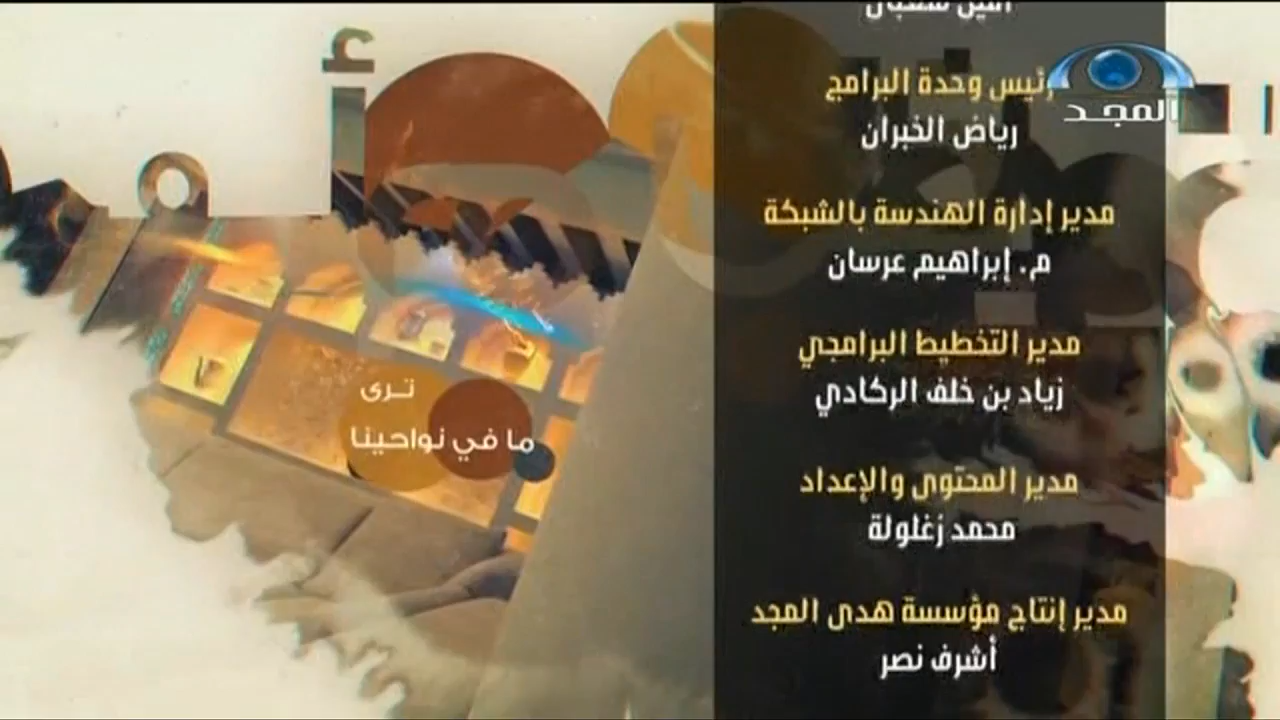 رئيس وحدة البرامج
رياض الخبران
مدير إدارة الهندسة بالشبكة
م. إبراهيم عرسان
مدير التخطيط البرامجي
زياد بن خلف الركادي
مدير المحتوى والإعداد
محمد زغلولة
مدير إنتاج مؤسسة هدى المجد
أشرف نصر
المجد
ترى
ما في نواحينا